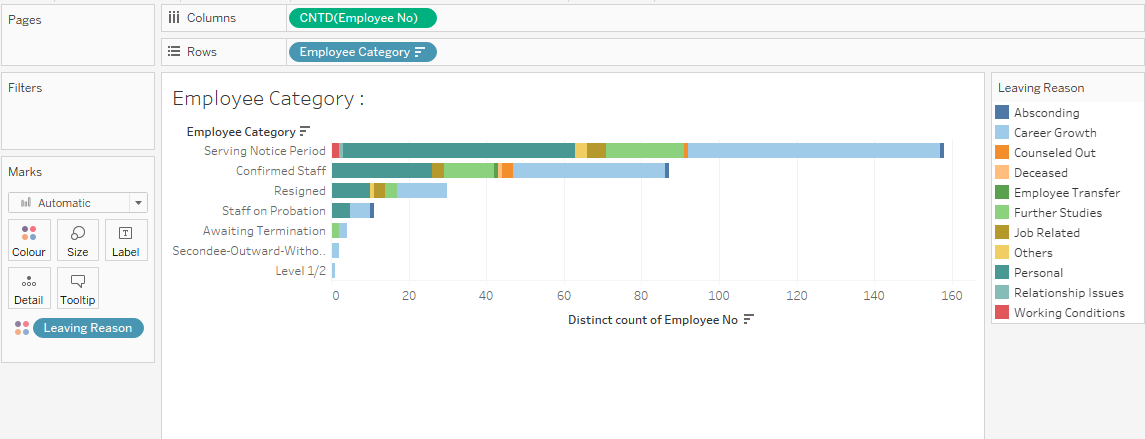 Pages
Columns
CNTD(Employee No)
Rows
Employee Category
Filters
Marks
Automatic
Colour
Size
Label
T
Detail
Tooltip
Leaving Reason
Employee Category :
Employee Category
Serving Notice Period
Confirmed Staff
Resigned
Staff on Probation
Awaiting Termination
Secondee-Outward-Witho..
Level 1/2
0 20 40 60 80 100 120 140 160
Distinct count of Employee No
Leaving Reason
Absconding
Career Growth
Counseled Out
Deceased
Employee Transfer
Further Studies
Job Related
Others
Personal
Relationship Issues
Working Conditions